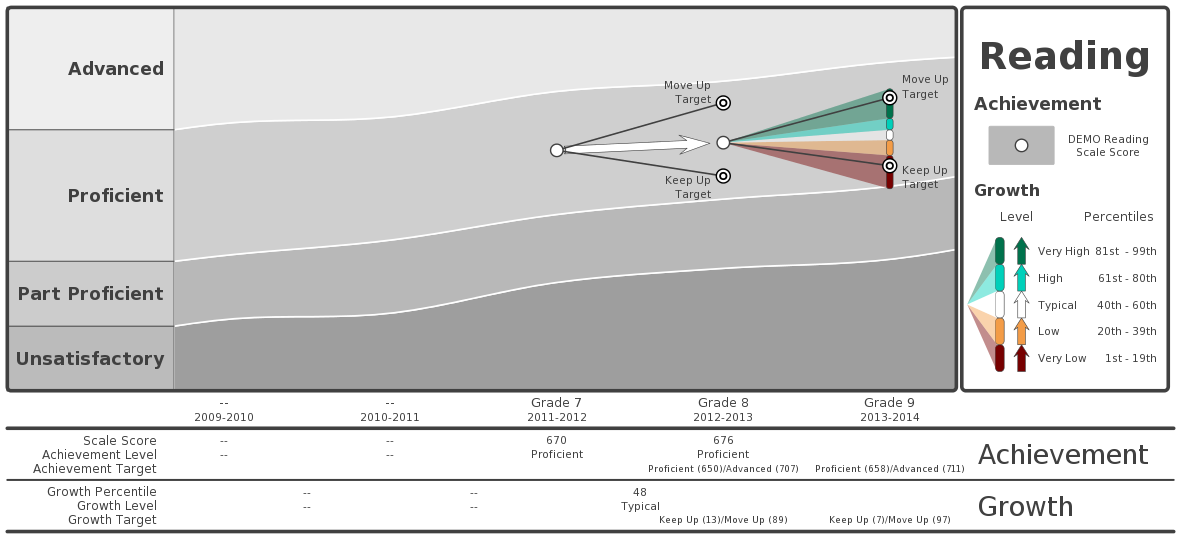 Advanced
Proficient
Part Proficient
Unsatisfactory
Move Up
Target
Keep Up
Target
Move Up
Target
Keep Up
Target
Reading
Achievement
DEMO Reading
Scale Score
Growth
Level Percentiles
Very High 81st - 99th
High 61st - 80th
Typical 40th - 60th
Low 20th - 39th
Very Low 1st - 19th
-- -- Grade 7 Grade 8 Grade 9
2009-2010 2010-2011 2011-2012 2012-2013 2013-2014
Scale Score -- -- 670 676
Achievement Level -- -- Proficient Proficient
Achievement Target Proficient (650)/Advanced (707) Proficient (658)/Advanced (711)
Achievement
Growth Percentile -- -- 48
Growth Level -- -- Typical
Growth Target Keep Up (13)/Move Up (89) Keep Up (7)/Move Up (97)
Growth